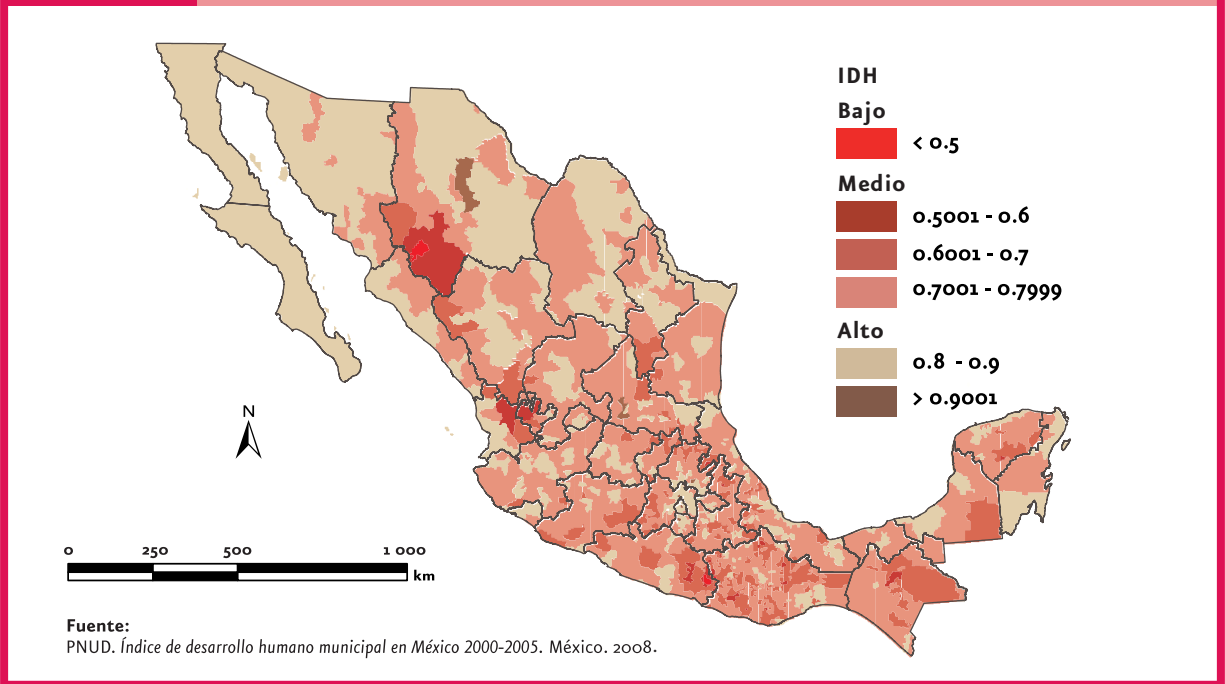 IDH
Bajo
< 0.5
Medio
0.5001 - 0.6
0.6001 - 0.7
0.7001 - 0.7999
Alto
0.8 - 0.9
> 0.9001
N
0 250 500 1 000
km
Fuente:
PNUD. Índice de desarrollo humano municipal en México 2000-2005. México. 2008.